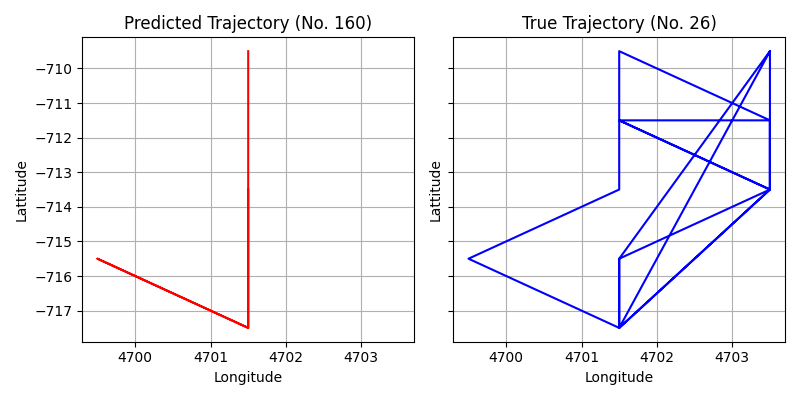 Predicted Trajectory (No. 160)
Lattitude
−710
−711
−712
−713
−714
−715
−716
−717
4700
4701
4702
4703
Longitude
True Trajectory (No. 26)
Lattitude
4700
4701
4702
4703
Longitude